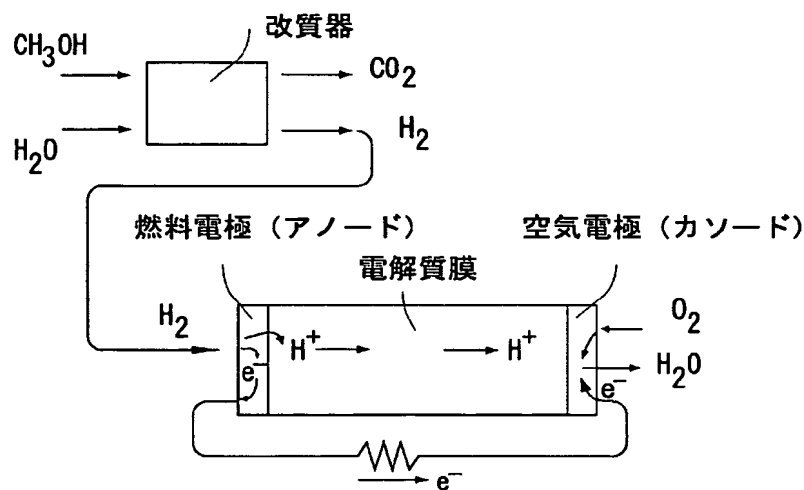 改質器
CH3OH
CO2
H2O
H2
燃料電極（アノード）
空気電極（カソード）
電解質膜
H2
O2
H+
H+
e-
H2O
e-
e-